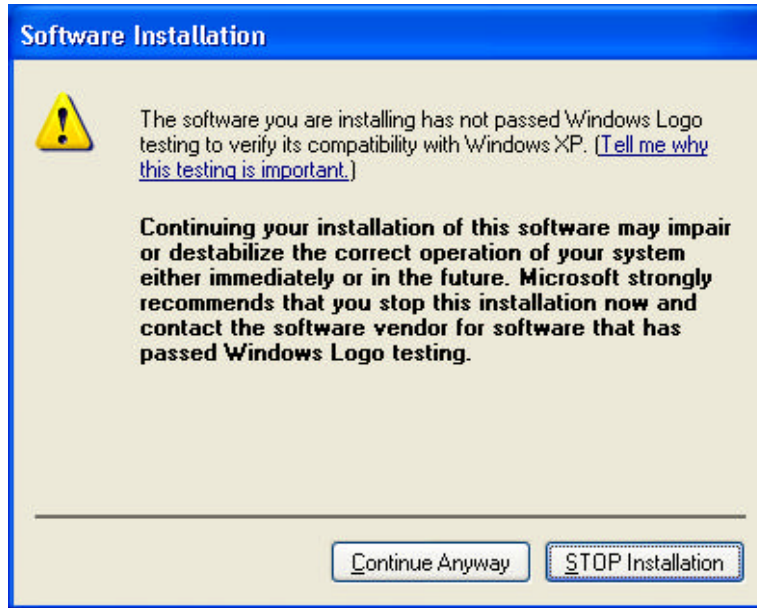 Software Installation
The software you are installing has not passed Windows Logo
testing to verify its compatibility with Windows XP. (Tell me why
this testing is important.)
Continuing your installation of this software may impair
or destabilize the correct operation of your system
either immediately or in the future. Microsoft strongly
recommends that you stop this installation now and
contact the software vendor for software that has
passed Windows Logo testing.
Continue Anyway
STOP Installation